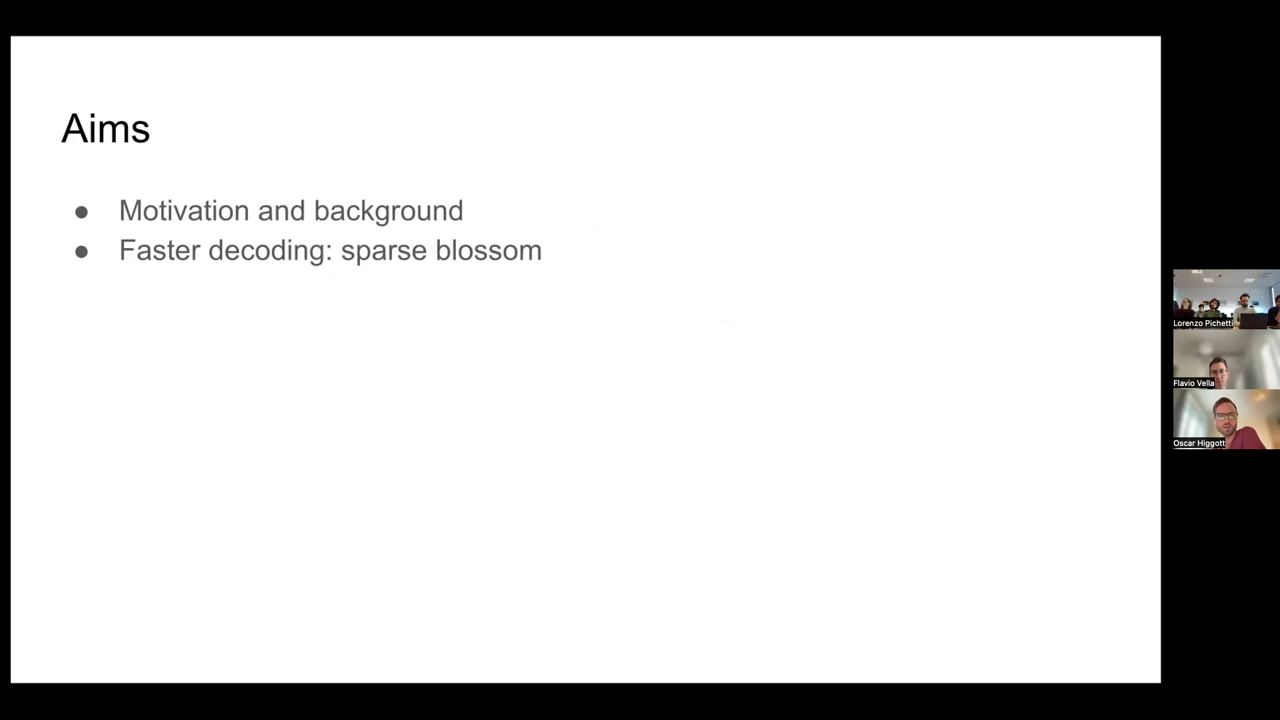 Aims
● Motivation and background
● Faster decoding: sparse blossom
Lorenzo Pichetti
Flavio Vella
Oscar Higgott